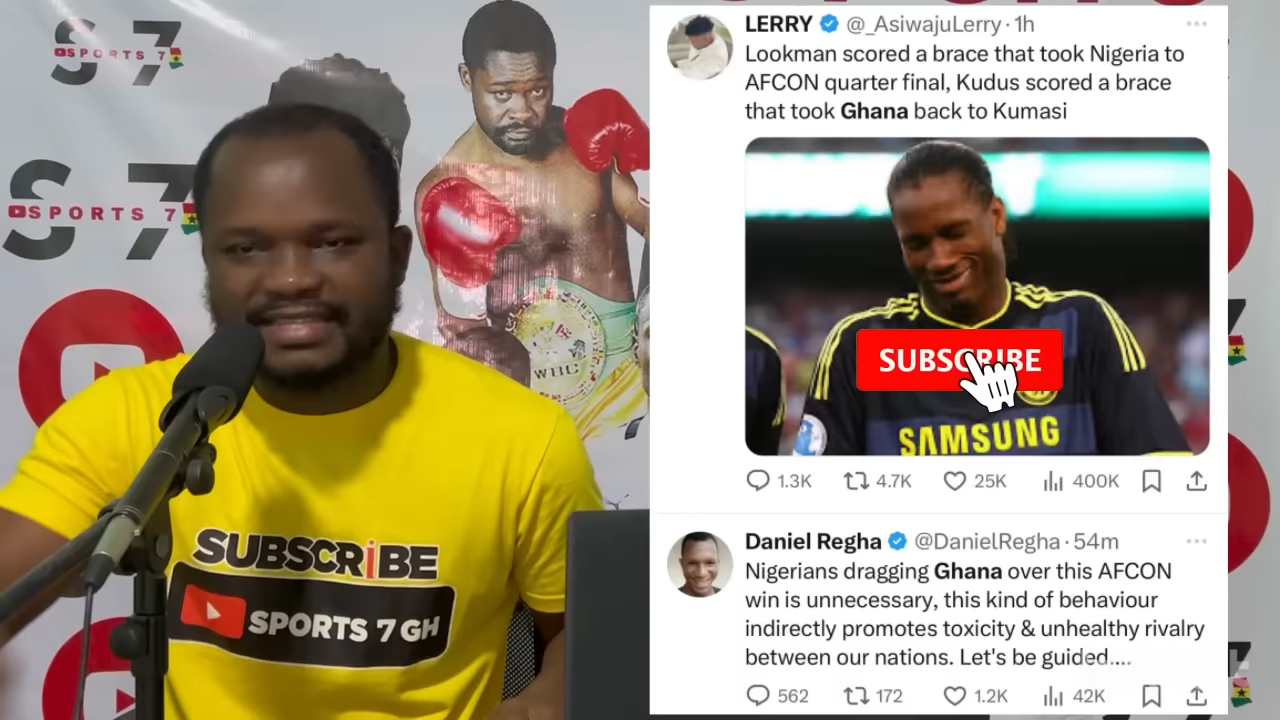 S 7
SPORTS 7
S 7
SPORTS 7
WBC
SUBSCRiBE
SPORTS 7 GH
LERRY @_AsiwajuLerry · 1h
Lookman scored a brace that took Nigeria to
AFCON quarter final, Kudus scored a brace
that took Ghana back to Kumasi
SUBSCRIBE
SAMSUNG
1.3K 4.7K 25K 400K
Daniel Regha @DanielRegha · 54m
Nigerians dragging Ghana over this AFCON
win is unnecessary, this kind of behaviour
indirectly promotes toxicity & unhealthy rivalry
between our nations. Let's be guided....
562 172 1.2K 42K